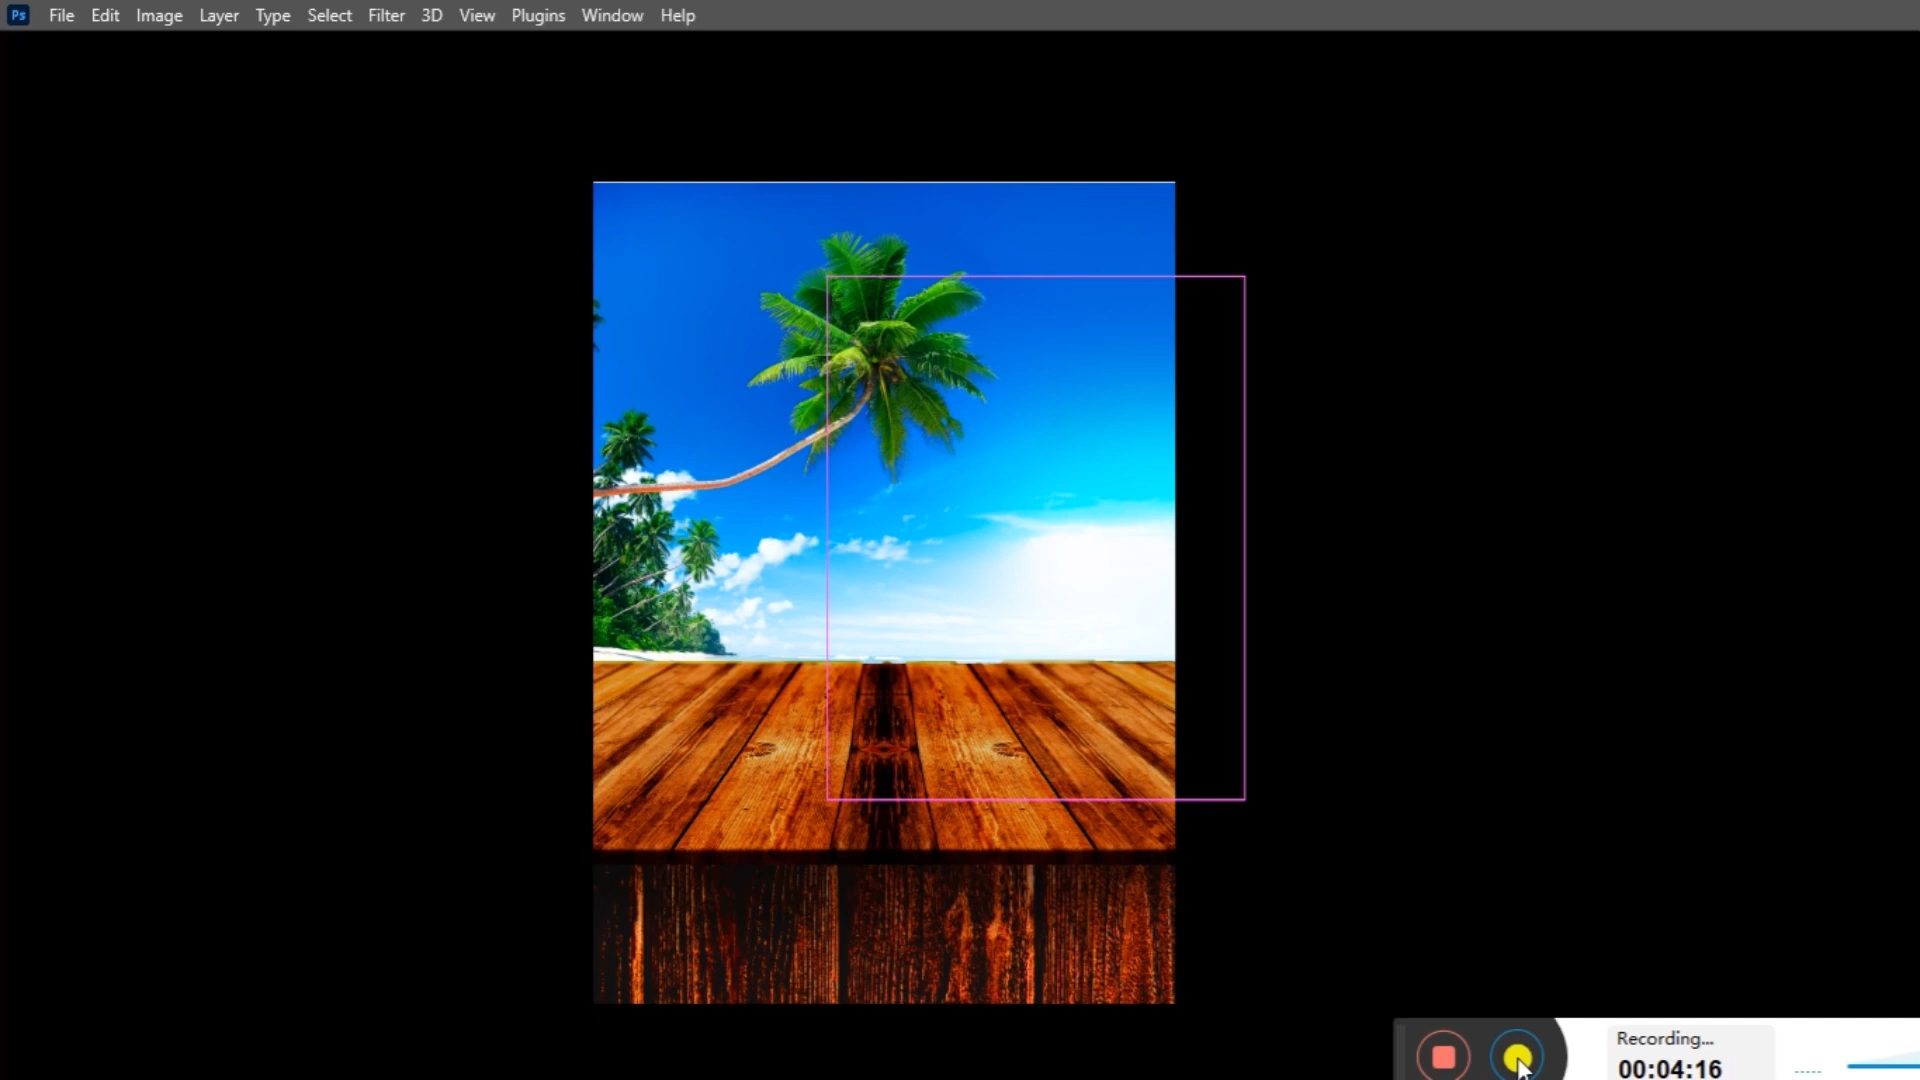 Ps File Edit Image Layer Type Select Filter 3D View Plugins Window Help
Recording...
00:04:16